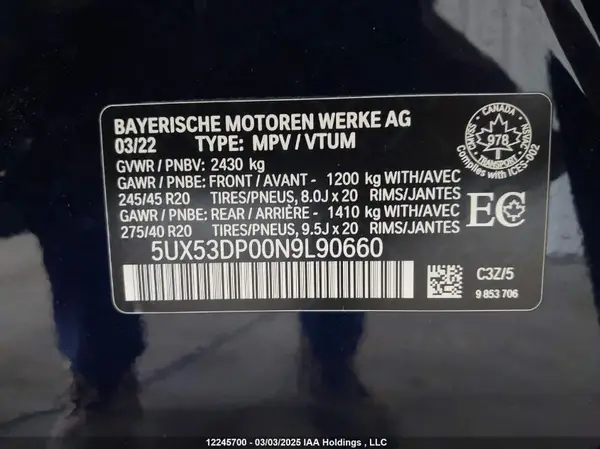 BAYERISCHE MOTOREN WERKE AG
03/22 TYPE: MPV / VTUM
GVWR / PNBV: 2430 kg
GAWR / PNBE: FRONT / AVANT - 1200 kg WITH/AVEC
245/45 R20 TIRES/PNEUS, 8.0J x 20 RIMS/JANTES
GAWR / PNBE: REAR / ARRIÈRE - 1410 kg WITH/AVEC
275/40 R20 TIRES/PNEUS, 9.5J x 20 RIMS/JANTES
5UX53DP00N9L90660
CANADA
978
TRANSPORT
Complies with ICES-002
EC
C3Z/5
9 853 706
12245700 - 03/03/2025 IAA Holdings , LLC